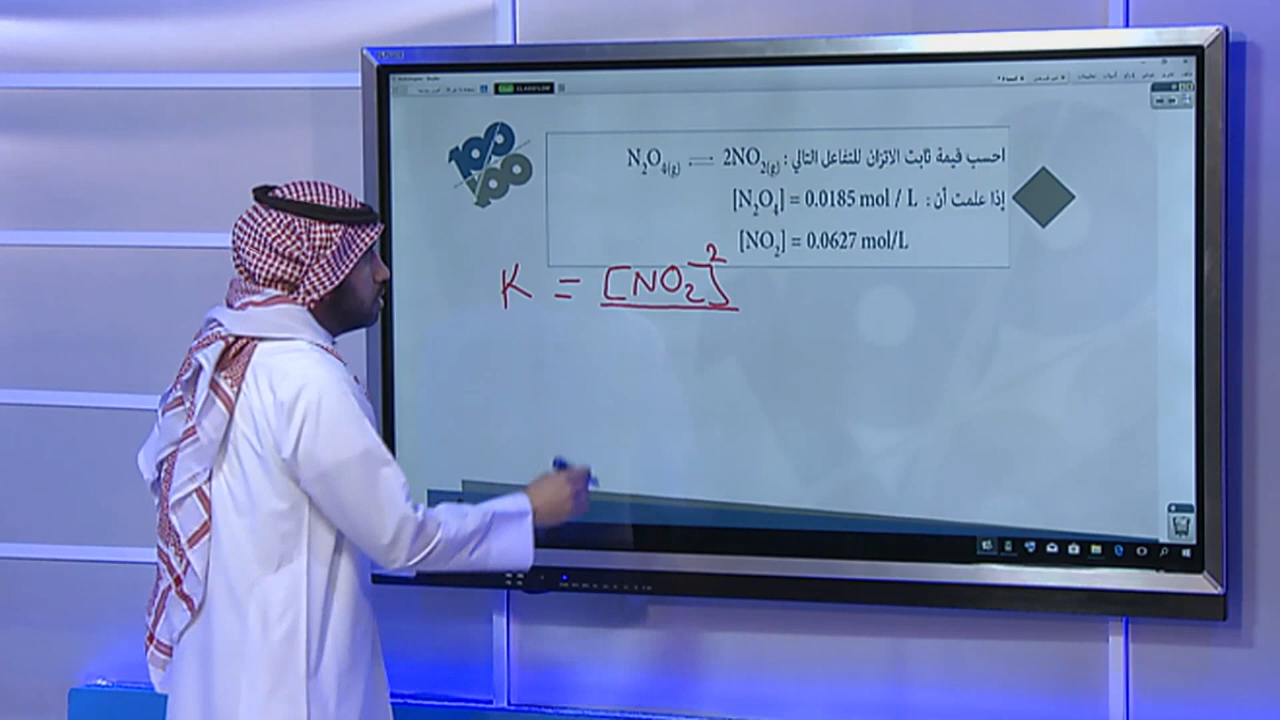 CLASSFLOW
100
100
احسب قيمة ثابت الاتزان للتفاعل التالي : N₂O₄(g) ⇌ 2NO₂(g)
إذا علمت أن : [N₂O₄] = 0.0185 mol / L
[NO₂] = 0.0627 mol/L
K = [NO₂]²